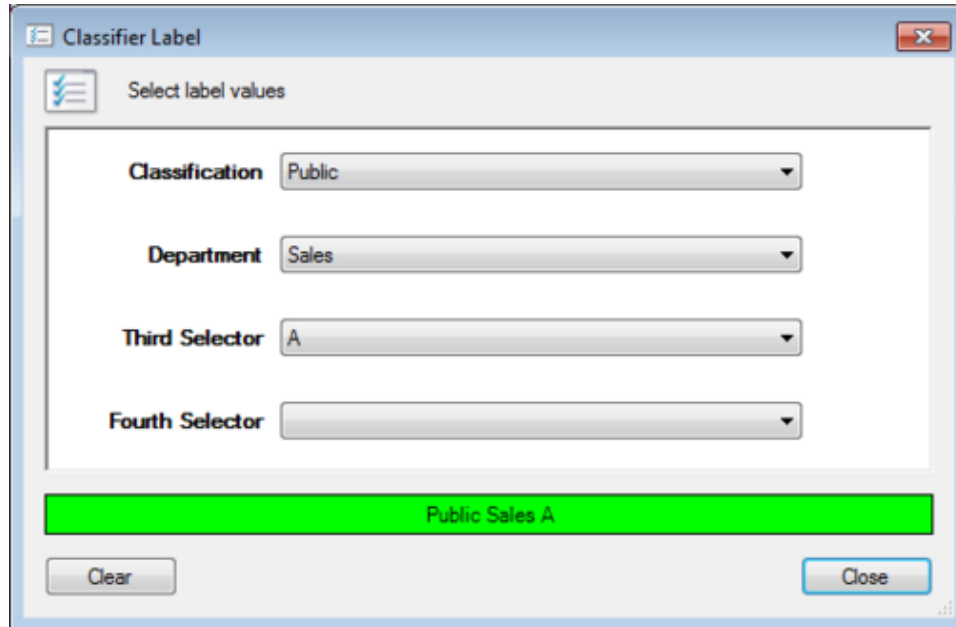 Classifier Label
Select label values
Classification Public
Department Sales
Third Selector A
Fourth Selector
Public Sales A
Clear Close